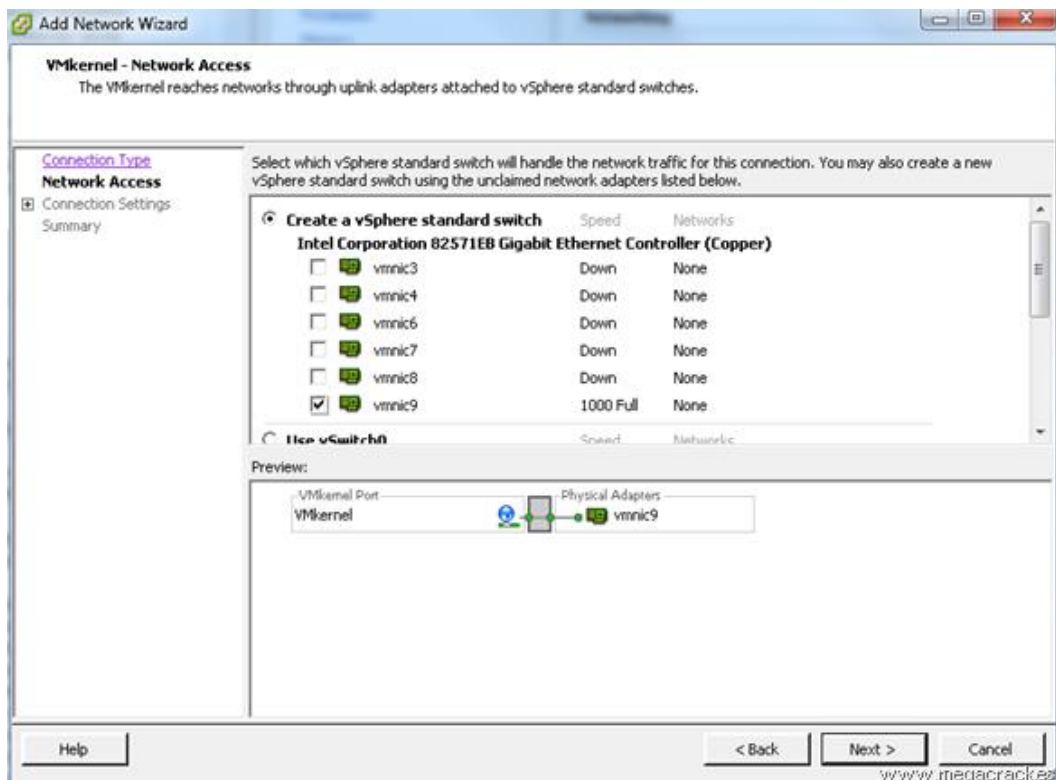 Add Network Wizard
VMkernel - Network Access
The VMkernel reaches networks through uplink adapters attached to vSphere standard switches.
Connection Type
Network Access
Connection Settings
Summary
Select which vSphere standard switch will handle the network traffic for this connection. You may also create a new
vSphere standard switch using the unclaimed network adapters listed below.
Create a vSphere standard switch Speed Networks
Intel Corporation 82571EB Gigabit Ethernet Controller (Copper)
vmnic3 Down None
vmnic4 Down None
vmnic6 Down None
vmnic7 Down None
vmnic8 Down None
vmnic9 1000 Full None
Use vSwitch0 Speed Networks
Preview:
VMkernel Port Physical Adapters
VMkernel vmnic9
Help < Back Next > Cancel